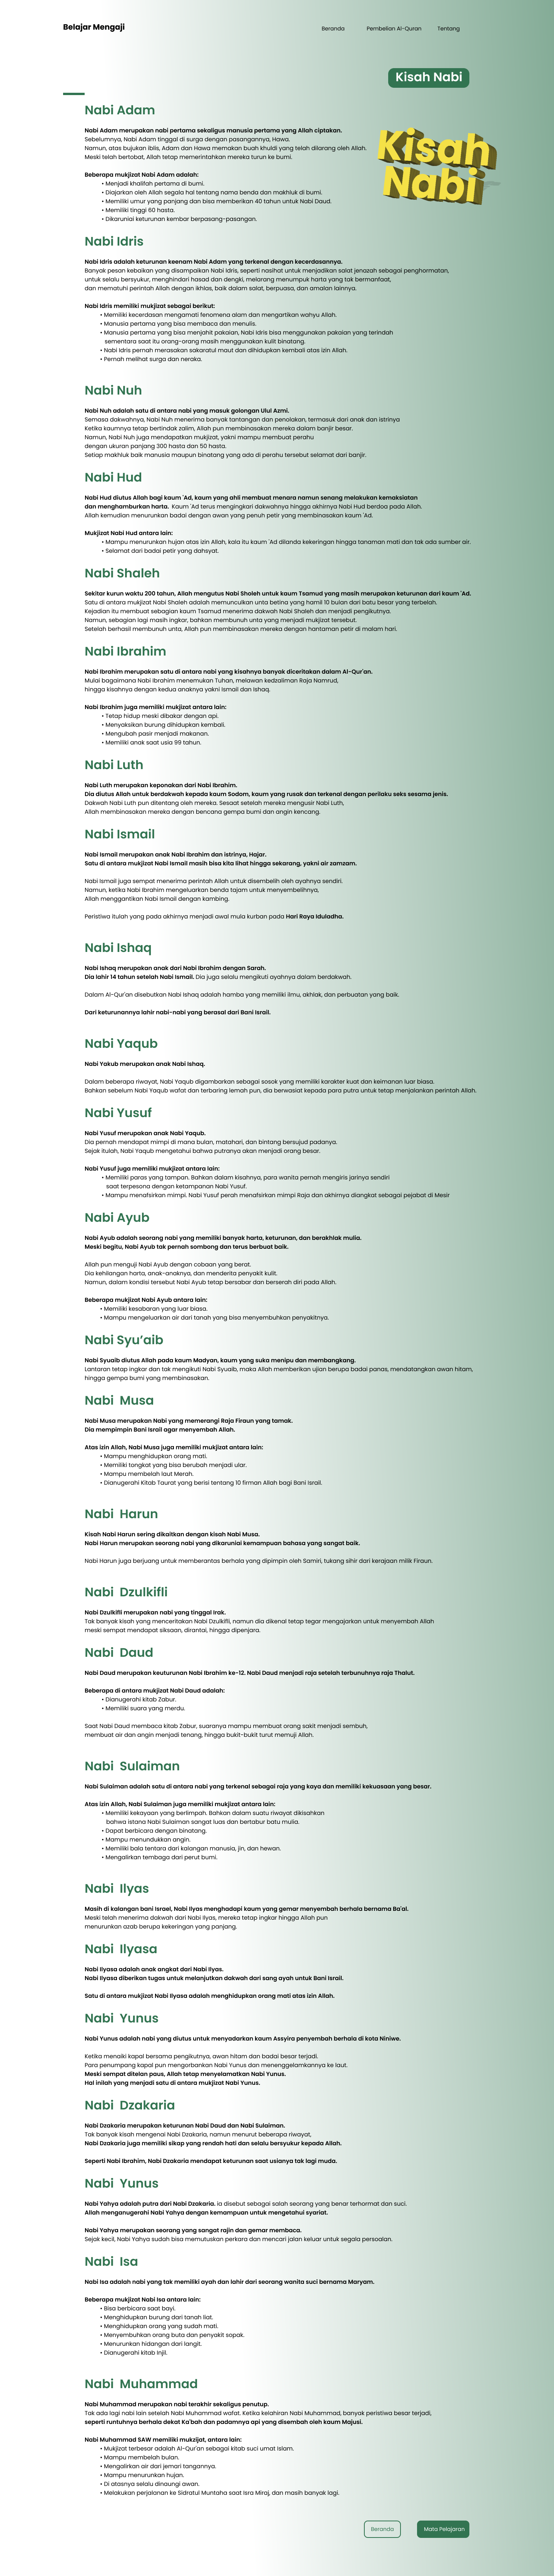 Belajar Mengaji
Beranda
Pembelian Al-Quran
Tentang
Kisah Nabi
Kisah
Nabi
Nabi Adam
Nabi Adam merupakan nabi pertama sekaligus manusia pertama yang Allah ciptakan.
Sebelumnya, Nabi Adam tinggal di surga dengan pasangannya, Hawa.
Namun, atas bujukan iblis, Adam dan Hawa memakan buah khuldi yang telah dilarang oleh Allah.
Meski telah bertobat, Allah tetap memerintahkan mereka turun ke bumi.
Beberapa mukjizat Nabi Adam adalah:
• Menjadi khalifah pertama di bumi.
• Diajarkan oleh Allah segala hal tentang nama benda dan makhluk di bumi.
• Memiliki umur yang panjang dan bisa memberikan 40 tahun untuk Nabi Daud.
• Memiliki tinggi 60 hasta.
• Dikaruniai keturunan kembar berpasang-pasangan.
Nabi Idris
Nabi Idris adalah keturunan keenam Nabi Adam yang terkenal dengan kecerdasannya.
Banyak pesan kebaikan yang disampaikan Nabi Idris, seperti nasihat untuk menjadikan salat jenazah sebagai penghormatan,
untuk selalu bersyukur, menghindari hasad dan dengki, melarang menumpuk harta yang tak bermanfaat,
dan mematuhi perintah Allah dengan ikhlas, baik dalam salat, berpuasa, dan amalan lainnya.
Nabi Idris memiliki mukjizat sebagai berikut:
• Memiliki kecerdasan mengamati fenomena alam dan mengartikan wahyu Allah.
• Manusia pertama yang bisa membaca dan menulis.
• Manusia pertama yang bisa menjahit pakaian, Nabi Idris bisa menggunakan pakaian yang terindah
sementara saat itu orang-orang masih menggunakan kulit binatang.
• Nabi Idris pernah merasakan sakaratul maut dan dihidupkan kembali atas izin Allah.
• Pernah melihat surga dan neraka.
Nabi Nuh
Nabi Nuh adalah satu di antara nabi yang masuk golongan Ulul Azmi.
Semasa dakwahnya, Nabi Nuh menerima banyak tantangan dan penolakan, termasuk dari anak dan istrinya
Ketika kaumnya tetap bertindak zalim, Allah pun membinasakan mereka dalam banjir besar.
Namun, Nabi Nuh juga mendapatkan mukjizat, yakni mampu membuat perahu
dengan ukuran panjang 300 hasta dan 50 hasta.
Setiap makhluk baik manusia maupun binatang yang ada di perahu tersebut selamat dari banjir.
Nabi Hud
Nabi Hud diutus Allah bagi kaum 'Ad, kaum yang ahli membuat menara namun senang melakukan kemaksiatan
dan menghamburkan harta. Kaum 'Ad terus mengingkari dakwahnya hingga akhirnya Nabi Hud berdoa pada Allah.
Allah kemudian menurunkan badai dengan awan yang penuh petir yang membinasakan kaum 'Ad.
Mukjizat Nabi Hud antara lain:
• Mampu menurunkan hujan atas izin Allah, kala itu kaum 'Ad dilanda kekeringan hingga tanaman mati dan tak ada sumber air.
• Selamat dari badai petir yang dahsyat.
Nabi Shaleh
Sekitar kurun waktu 200 tahun, Allah mengutus Nabi Sholeh untuk kaum Tsamud yang masih merupakan keturunan dari kaum 'Ad.
Satu di antara mukjizat Nabi Shaleh adalah memunculkan unta betina yang hamil 10 bulan dari batu besar yang terbelah.
Kejadian itu membuat sebagian kaum Tsamud menerima dakwah Nabi Shaleh dan menjadi pengikutnya.
Namun, sebagian lagi masih ingkar, bahkan membunuh unta yang menjadi mukjizat tersebut.
Setelah berhasil membunuh unta, Allah pun membinasakan mereka dengan hantaman petir di malam hari.
Nabi Ibrahim
Nabi Ibrahim merupakan satu di antara nabi yang kisahnya banyak diceritakan dalam Al-Qur'an.
Mulai bagaimana Nabi Ibrahim menemukan Tuhan, melawan kedzaliman Raja Namrud,
hingga kisahnya dengan kedua anaknya yakni Ismail dan Ishaq.
Nabi Ibrahim juga memiliki mukjizat antara lain:
• Tetap hidup meski dibakar dengan api.
• Menyaksikan burung dihidupkan kembali.
• Mengubah pasir menjadi makanan.
• Memiliki anak saat usia 99 tahun.
Nabi Luth
Nabi Luth merupakan keponakan dari Nabi Ibrahim.
Dia diutus Allah untuk berdakwah kepada kaum Sodom, kaum yang rusak dan terkenal dengan perilaku seks sesama jenis.
Dakwah Nabi Luth pun ditentang oleh mereka. Sesaat setelah mereka mengusir Nabi Luth,
Allah membinasakan mereka dengan bencana gempa bumi dan angin kencang.
Nabi Ismail
Nabi Ismail merupakan anak Nabi Ibrahim dan istrinya, Hajar.
Satu di antara mukjizat Nabi Ismail masih bisa kita lihat hingga sekarang, yakni air zamzam.
Nabi Ismail juga sempat menerima perintah Allah untuk disembelih oleh ayahnya sendiri.
Namun, ketika Nabi Ibrahim mengeluarkan benda tajam untuk menyembelihnya,
Allah menggantikan Nabi Ismail dengan kambing.
Peristiwa itulah yang pada akhirnya menjadi awal mula kurban pada Hari Raya Iduladha.
Nabi Ishaq
Nabi Ishaq merupakan anak dari Nabi Ibrahim dengan Sarah.
Dia lahir 14 tahun setelah Nabi Ismail. Dia juga selalu mengikuti ayahnya dalam berdakwah.
Dalam Al-Qur'an disebutkan Nabi Ishaq adalah hamba yang memiliki ilmu, akhlak, dan perbuatan yang baik.
Dari keturunannya lahir nabi-nabi yang berasal dari Bani Israil.
Nabi Yaqub
Nabi Yakub merupakan anak Nabi Ishaq.
Dalam beberapa riwayat, Nabi Yaqub digambarkan sebagai sosok yang memiliki karakter kuat dan keimanan luar biasa.
Bahkan sebelum Nabi Yaqub wafat dan terbaring lemah pun, dia berwasiat kepada para putra untuk tetap menjalankan perintah Allah.
Nabi Yusuf
Nabi Yusuf merupakan anak Nabi Yaqub.
Dia pernah mendapat mimpi di mana bulan, matahari, dan bintang bersujud padanya.
Sejak itulah, Nabi Yaqub mengetahui bahwa putranya akan menjadi orang besar.
Nabi Yusuf juga memiliki mukjizat antara lain:
• Memiliki paras yang tampan. Bahkan dalam kisahnya, para wanita pernah mengiris jarinya sendiri
saat terpesona dengan ketampanan Nabi Yusuf.
• Mampu menafsirkan mimpi. Nabi Yusuf perah menafsirkan mimpi Raja dan akhirnya diangkat sebagai pejabat di Mesir
Nabi Ayub
Nabi Ayub adalah seorang nabi yang memiliki banyak harta, keturunan, dan berakhlak mulia.
Meski begitu, Nabi Ayub tak pernah sombong dan terus berbuat baik.
Allah pun menguji Nabi Ayub dengan cobaan yang berat.
Dia kehilangan harta, anak-anaknya, dan menderita penyakit kulit.
Namun, dalam kondisi tersebut Nabi Ayub tetap bersabar dan berserah diri pada Allah.
Beberapa mukjizat Nabi Ayub antara lain:
• Memiliki kesabaran yang luar biasa.
• Mampu mengeluarkan air dari tanah yang bisa menyembuhkan penyakitnya.
Nabi Syu'aib
Nabi Syuaib diutus Allah pada kaum Madyan, kaum yang suka menipu dan membangkang.
Lantaran tetap ingkar dan tak mengikuti Nabi Syuaib, maka Allah memberikan ujian berupa badai panas, mendatangkan awan hitam,
hingga gempa bumi yang membinasakan.
Nabi Musa
Nabi Musa merupakan Nabi yang memerangi Raja Firaun yang tamak.
Dia mempimpin Bani Israil agar menyembah Allah.
Atas izin Allah, Nabi Musa juga memiliki mukjizat antara lain:
• Mampu menghidupkan orang mati.
• Memiliki tongkat yang bisa berubah menjadi ular.
• Mampu membelah laut Merah.
• Dianugerahi Kitab Taurat yang berisi tentang 10 firman Allah bagi Bani Israil.
Nabi Harun
Kisah Nabi Harun sering dikaitkan dengan kisah Nabi Musa.
Nabi Harun merupakan seorang nabi yang dikaruniai kemampuan bahasa yang sangat baik.
Nabi Harun juga berjuang untuk memberantas berhala yang dipimpin oleh Samiri, tukang sihir dari kerajaan milik Firaun.
Nabi Dzulkifli
Nabi Dzulkifli merupakan nabi yang tinggal Irak.
Tak banyak kisah yang menceritakan Nabi Dzulkifli, namun dia dikenal tetap tegar mengajarkan untuk menyembah Allah
meski sempat mendapat siksaan, dirantai, hingga dipenjara.
Nabi Daud
Nabi Daud merupakan keuturunan Nabi Ibrahim ke-12. Nabi Daud menjadi raja setelah terbunuhnya raja Thalut.
Beberapa di antara mukjizat Nabi Daud adalah:
• Dianugerahi kitab Zabur.
• Memiliki suara yang merdu.
Saat Nabi Daud membaca kitab Zabur, suaranya mampu membuat orang sakit menjadi sembuh,
membuat air dan angin menjadi tenang, hingga bukit-bukit turut memuji Allah.
Nabi Sulaiman
Nabi Sulaiman adalah satu di antara nabi yang terkenal sebagai raja yang kaya dan memiliki kekuasaan yang besar.
Atas izin Allah, Nabi Sulaiman juga memiliki mukjizat antara lain:
• Memiliki kekayaan yang berlimpah. Bahkan dalam suatu riwayat dikisahkan
bahwa istana Nabi Sulaiman sangat luas dan bertabur batu mulia.
• Dapat berbicara dengan binatang.
• Mampu menundukkan angin.
• Memiliki bala tentara dari kalangan manusia, jin, dan hewan.
• Mengalirkan tembaga dari perut bumi.
Nabi Ilyas
Masih di kalangan bani Israel, Nabi Ilyas menghadapi kaum yang gemar menyembah berhala bernama Ba'al.
Meski telah menerima dakwah dari Nabi Ilyas, mereka tetap ingkar hingga Allah pun
menurunkan azab berupa kekeringan yang panjang.
Nabi Ilyasa
Nabi Ilyasa adalah anak angkat dari Nabi Ilyas.
Nabi Ilyasa diberikan tugas untuk melanjutkan dakwah dari sang ayah untuk Bani Israil.
Satu di antara mukjizat Nabi Ilyasa adalah menghidupkan orang mati atas izin Allah.
Nabi Yunus
Nabi Yunus adalah nabi yang diutus untuk menyadarkan kaum Assyira penyembah berhala di kota Niniwe.
Ketika menaiki kapal bersama pengikutnya, awan hitam dan badai besar terjadi.
Para penumpang kapal pun mengorbankan Nabi Yunus dan menenggelamkannya ke laut.
Meski sempat ditelan paus, Allah tetap menyelamatkan Nabi Yunus.
Hal inilah yang menjadi satu di antara mukjizat Nabi Yunus.
Nabi Dzakaria
Nabi Dzakaria merupakan keturunan Nabi Daud dan Nabi Sulaiman.
Tak banyak kisah mengenai Nabi Dzakaria, namun menurut beberapa riwayat,
Nabi Dzakaria juga memiliki sikap yang rendah hati dan selalu bersyukur kepada Allah.
Seperti Nabi Ibrahim, Nabi Dzakaria mendapat keturunan saat usianya tak lagi muda.
Nabi Yunus
Nabi Yahya adalah putra dari Nabi Dzakaria. ia disebut sebagai salah seorang yang benar terhormat dan suci.
Allah menganugerahi Nabi Yahya dengan kemampuan untuk mengetahui syariat.
Nabi Yahya merupakan seorang yang sangat rajin dan gemar membaca.
Sejak kecil, Nabi Yahya sudah bisa memutuskan perkara dan mencari jalan keluar untuk segala persoalan.
Nabi Isa
Nabi Isa adalah nabi yang tak memiliki ayah dan lahir dari seorang wanita suci bernama Maryam.
Beberapa mukjizat Nabi Isa antara lain:
• Bisa berbicara saat bayi.
• Menghidupkan burung dari tanah liat.
• Menghidupkan orang yang sudah mati.
• Menyembuhkan orang buta dan penyakit sopak.
• Menurunkan hidangan dari langit.
• Dianugerahi kitab Injil.
Nabi Muhammad
Nabi Muhammad merupakan nabi terakhir sekaligus penutup.
Tak ada lagi nabi lain setelah Nabi Muhammad wafat. Ketika kelahiran Nabi Muhammad, banyak peristiwa besar terjadi,
seperti runtuhnya berhala dekat Ka'bah dan padamnya api yang disembah oleh kaum Majusi.
Nabi Muhammad SAW memiliki mukzijat, antara lain:
• Mukjizat terbesar adalah Al-Qur'an sebagai kitab suci umat Islam.
• Mampu membelah bulan.
• Mengalirkan air dari jemari tangannya.
• Mampu menurunkan hujan.
• Di atasnya selalu dinaungi awan.
• Melakukan perjalanan ke Sidratul Muntaha saat Isra Miraj, dan masih banyak lagi.
Beranda
Mata Pelajaran